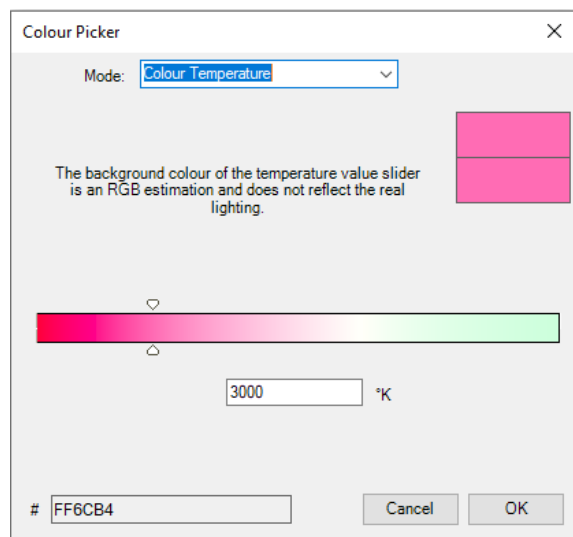 Colour Picker
Mode: Colour Temperature
The background colour of the temperature value slider
is an RGB estimation and does not reflect the real
lighting.
3000 °K
# FF6CB4 Cancel OK